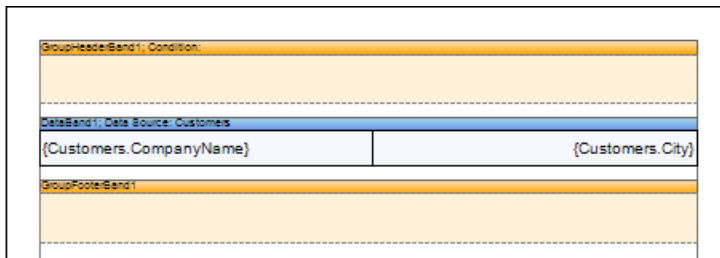 GroupHeaderBand1; Condition:
DataBand1; Data Source: Customers
{Customers.CompanyName} {Customers.City}
GroupFooterBand1